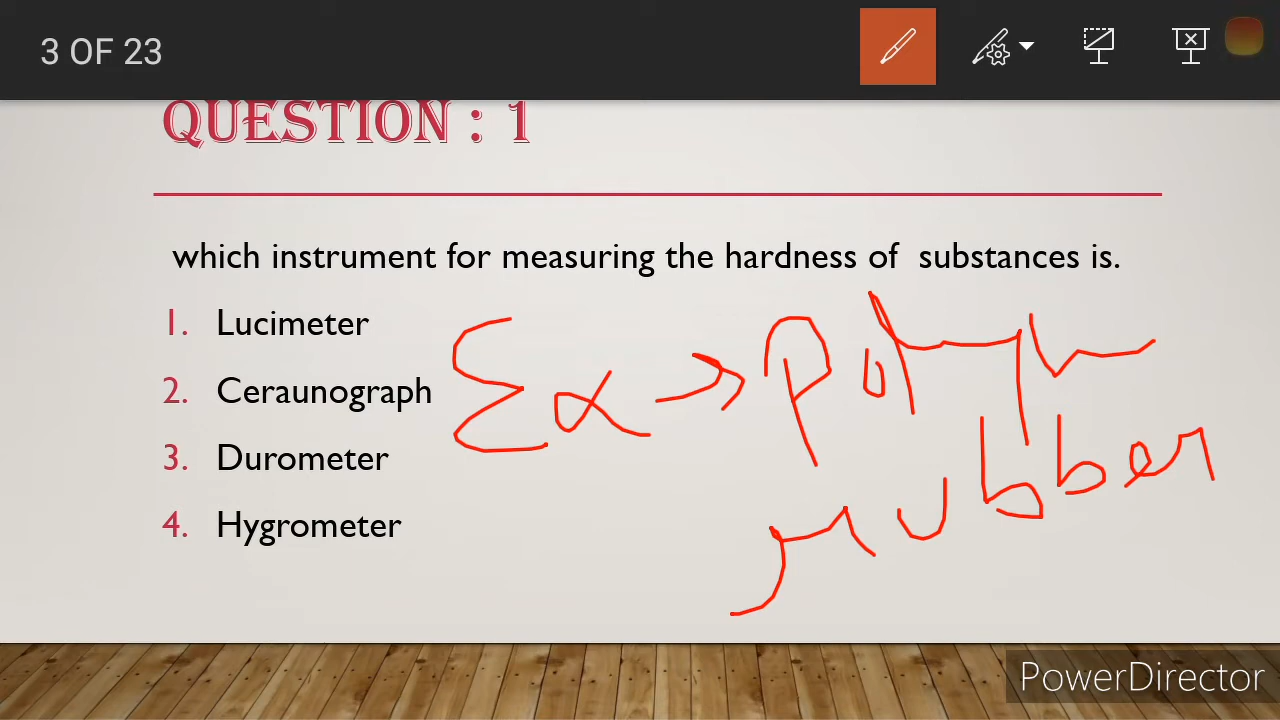 3 OF 23
QUESTION : 1
which instrument for measuring the hardness of substances is.
1. Lucimeter
2. Ceraunograph
3. Durometer
4. Hygrometer
Ex →
rubber
PowerDirector